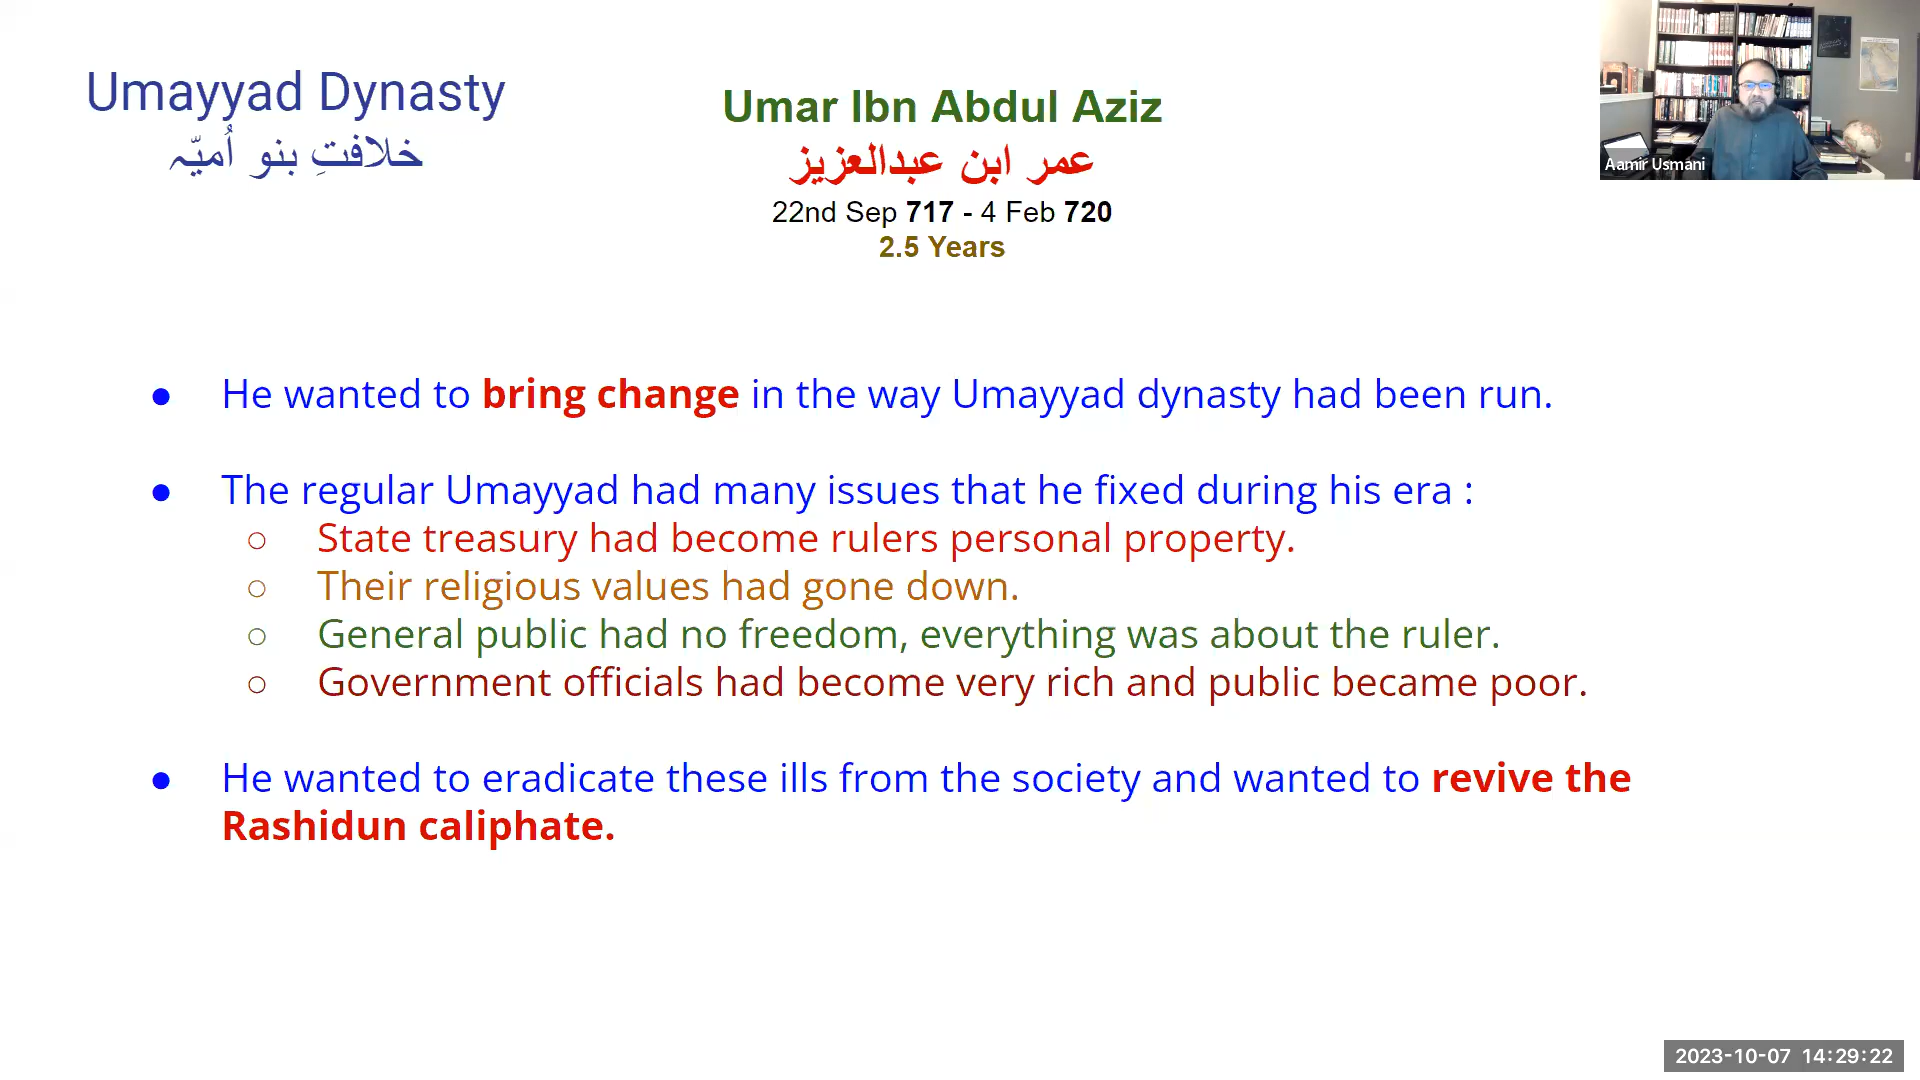 Umayyad Dynasty
خلافتِ بنو اُمیّہ
Umar Ibn Abdul Aziz
عمر ابن عبدالعزیز
22nd Sep 717 - 4 Feb 720
2.5 Years
Aamir Usmani
● He wanted to bring change in the way Umayyad dynasty had been run.
● The regular Umayyad had many issues that he fixed during his era :
○ State treasury had become rulers personal property.
○ Their religious values had gone down.
○ General public had no freedom, everything was about the ruler.
○ Government officials had become very rich and public became poor.
● He wanted to eradicate these ills from the society and wanted to revive the
Rashidun caliphate.
2023-10-07 14:29:22